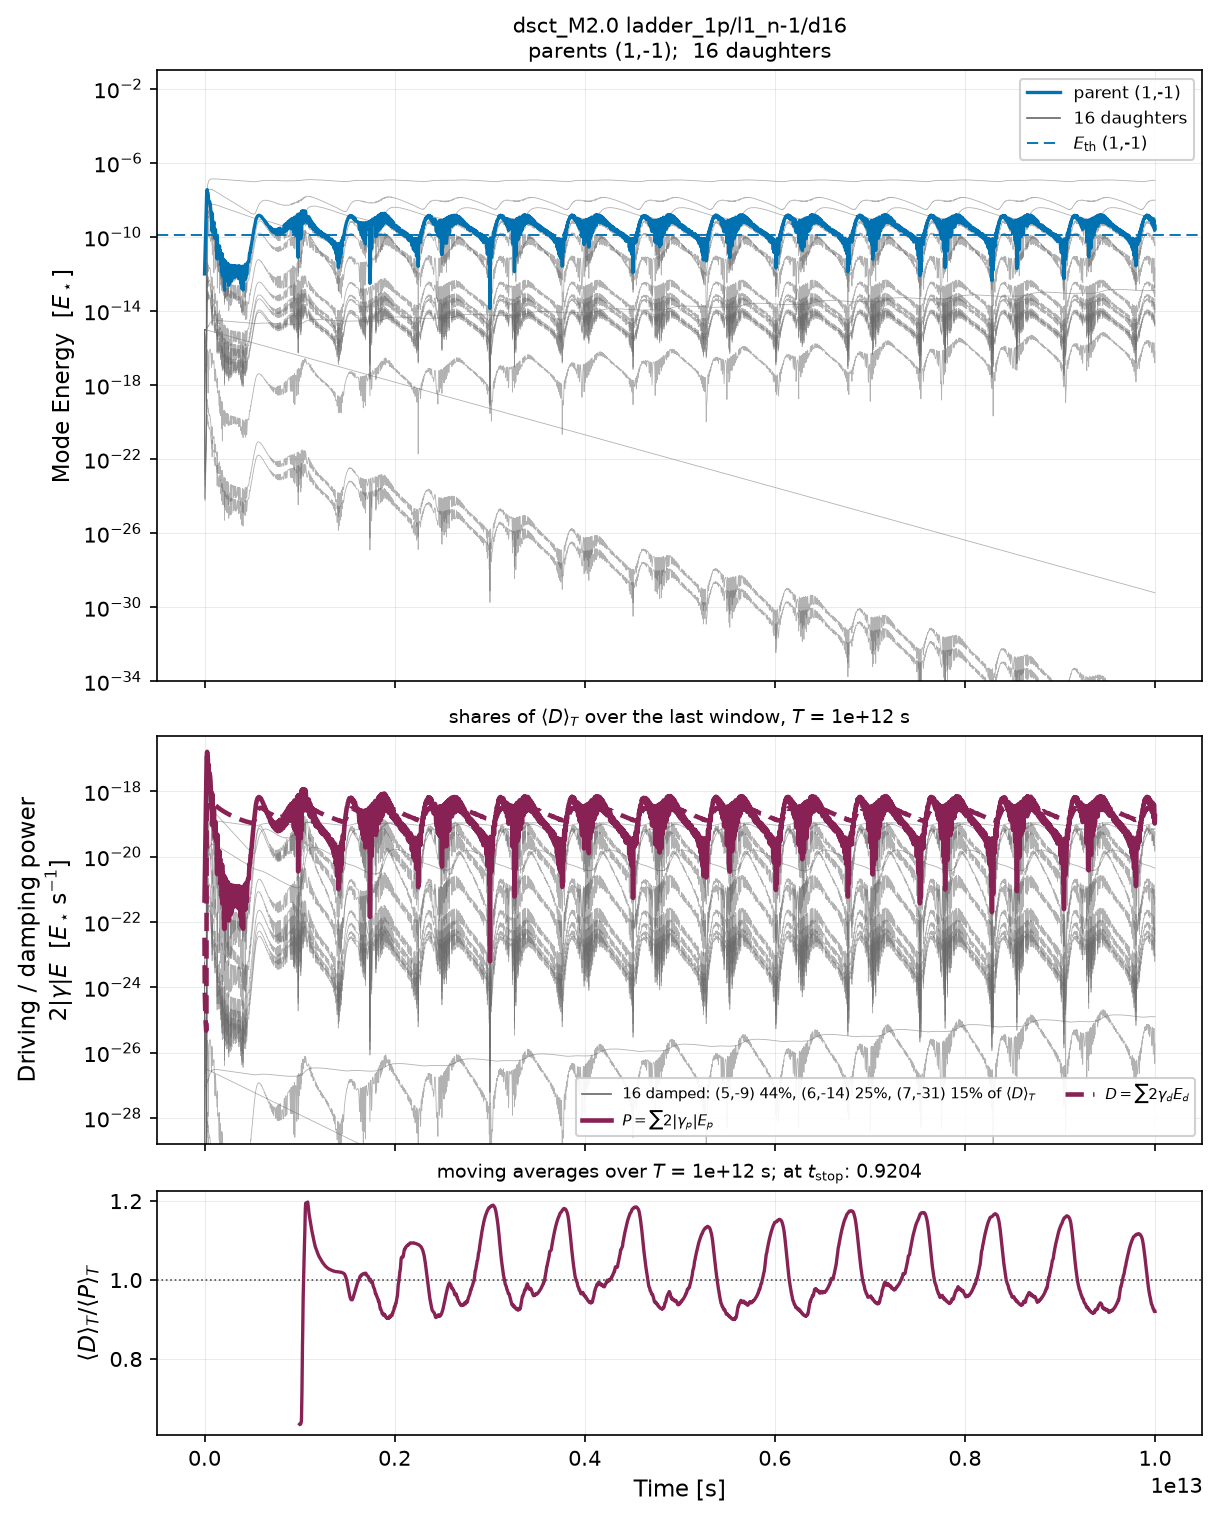 dsct_M2.0 ladder_1p/l1_n-1/d16
parents (1,-1);  16 daughters
10⁻²
10⁻⁶
10⁻¹⁰
10⁻¹⁴
10⁻¹⁸
10⁻²²
10⁻²⁶
10⁻³⁰
10⁻³⁴
Mode Energy [E⋆]
parent (1,-1)
16 daughters
E_th (1,-1)
shares of ⟨D⟩_T over the last window, T = 1e+12 s
10⁻¹⁸
10⁻²⁰
10⁻²²
10⁻²⁴
10⁻²⁶
10⁻²⁸
Driving / damping power
2|γ|E [E⋆ s⁻¹]
16 damped: (5,-9) 44%, (6,-14) 25%, (7,-31) 15% of ⟨D⟩_T
P = ∑2|γ_p|E_p
D = ∑2γ_dE_d
moving averages over T = 1e+12 s; at t_stop: 0.9204
1.2
1.0
0.8
⟨D⟩_T/⟨P⟩_T
0.0
0.2
0.4
0.6
0.8
1.0
1e13
Time [s]